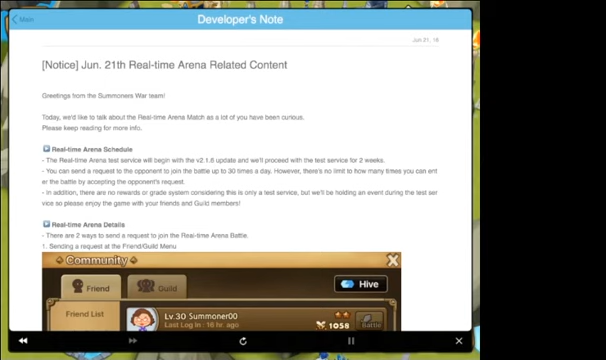 Main
Developer's Note
Jun 21, 16
[Notice] Jun. 21th Real-time Arena Related Content
Greetings from the Summoners War team!
Today, we'd like to talk about the Real-time Arena Match as a lot of you have been curious.
Please keep reading for more info.
Real-time Arena Schedule
- The Real-time Arena test service will begin with the v2.1.8 update and we'll proceed with the test service for 2 weeks.
- You can send a request to the opponent to join the battle up to 30 times a day. However, there's no limit to how many times you can ent
er the battle by accepting the opponent's request.
- In addition, there are no rewards or grade system considering this is only a test service, but we'll be holding an event during the test ser
vice so please enjoy the game with your friends and Guild members!
Real-time Arena Details
- There are 2 ways to send a request to join the Real-time Arena Battle.
1. Sending a request at the Friend/Guild Menu
Community
Friend
Guild
Hive
Friend List
Lv.30 Summoner00
Last Log in : 16 hr. ago
1058
Battle